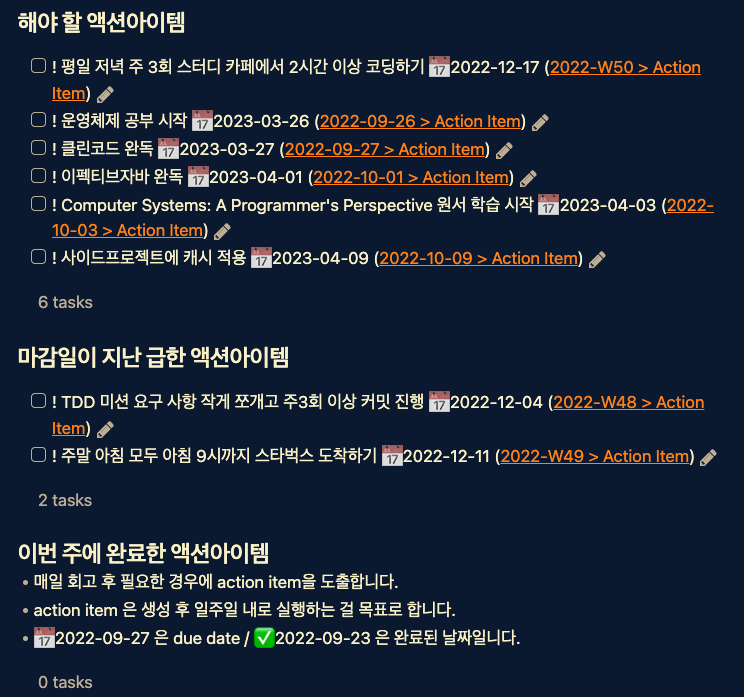 해야 할 액션아이템
! 평일 저녁 주 3회 스터디 카페에서 2시간 이상 코딩하기 📅2022-12-17 (2022-W50 > Action
Item)
! 운영체제 공부 시작 📅2023-03-26 (2022-09-26 > Action Item)
! 클린코드 완독 📅2023-03-27 (2022-09-27 > Action Item)
! 이펙티브자바 완독 📅2023-04-01 (2022-10-01 > Action Item)
! Computer Systems: A Programmer's Perspective 원서 학습 시작 📅2023-04-03 (2022-
10-03 > Action Item)
! 사이드프로젝트에 캐시 적용 📅2023-04-09 (2022-10-09 > Action Item)
6 tasks
마감일이 지난 급한 액션아이템
! TDD 미션 요구 사항 작게 쪼개고 주3회 이상 커밋 진행 📅2022-12-04 (2022-W48 > Action
Item)
! 주말 아침 모두 아침 9시까지 스타벅스 도착하기 📅2022-12-11 (2022-W49 > Action Item)
2 tasks
이번 주에 완료한 액션아이템
• 매일 회고 후 필요한 경우에 action item을 도출합니다.
• action item 은 생성 후 일주일 내로 실행하는 걸 목표로 합니다.
• 📅2022-09-27 은 due date / ✅2022-09-23 은 완료된 날짜일니다.
0 tasks